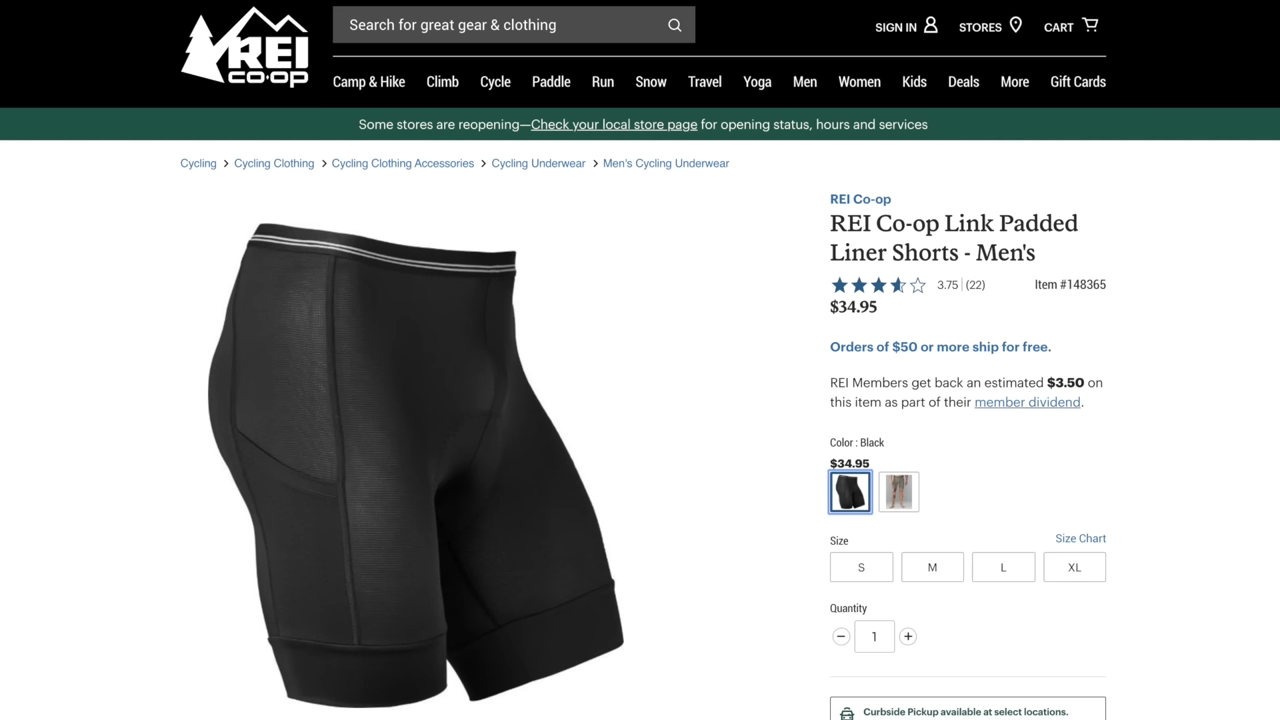 REI
CO·OP
Search for great gear & clothing
SIGN IN
STORES
CART
Camp & Hike Climb Cycle Paddle Run Snow Travel Yoga Men Women Kids Deals More Gift Cards
Some stores are reopening—Check your local store page for opening status, hours and services
Cycling > Cycling Clothing > Cycling Clothing Accessories > Cycling Underwear > Men's Cycling Underwear
REI Co-op
REI Co-op Link Padded
Liner Shorts - Men's
3.75 | (22) Item #148365
$34.95
Orders of $50 or more ship for free.
REI Members get back an estimated $3.50 on
this item as part of their member dividend.
Color : Black
$34.95
Size Size Chart
S M L XL
Quantity
− 1 +
Curbside Pickup available at select locations.